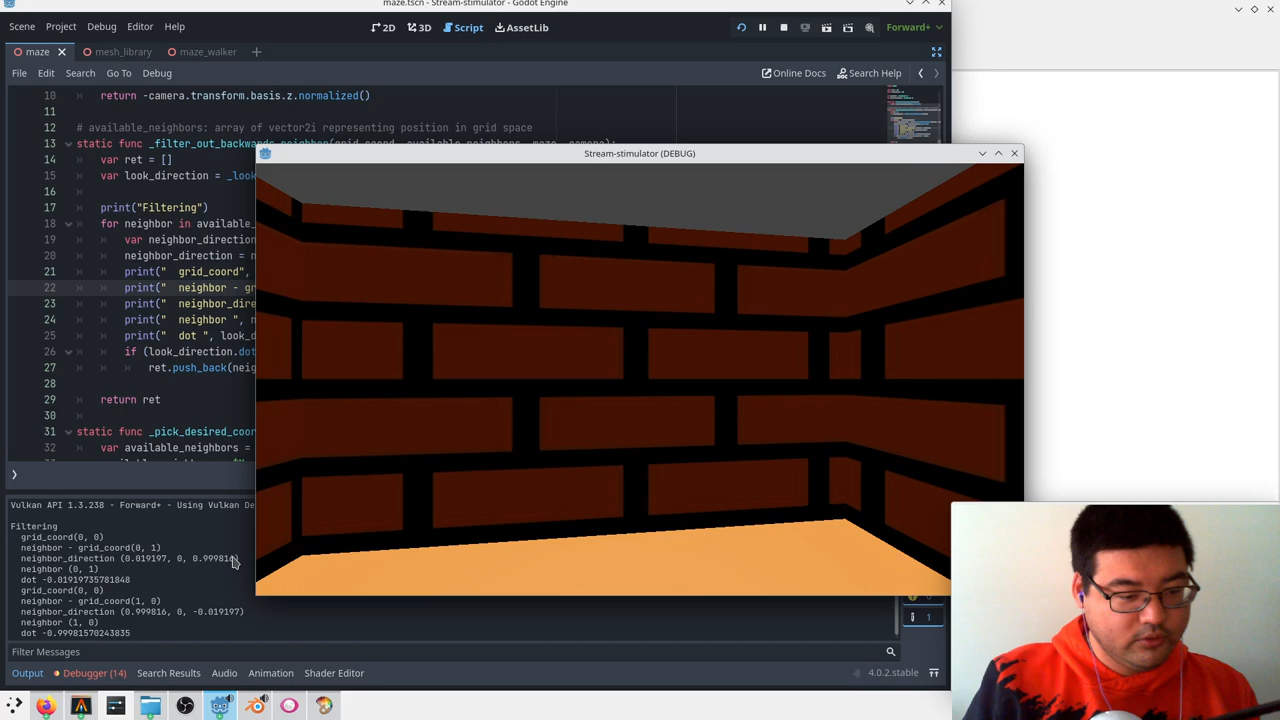 maze.tscn - Stream-stimulator - Godot Engine
Scene Project Debug Editor Help
2D 3D Script AssetLib
Forward+
maze mesh_library maze_walker
File Edit Search Go To Debug
Online Docs Search Help
10 return -camera.transform.basis.z.normalized()
11
12 # available_neighbors array of vector2i representing position in grid space
13 static func _filter_out_backwards_neighbor(grid_coord, available_neighbors, maze, camera):
14 var ret = []
15 var look_direction = _look
16
17 print("Filtering")
18 for neighbor in available_
19 var neighbor_direction
20 neighbor_direction = n
21 print("  grid_coord",
22 print("  neighbor - gr
23 print("  neighbor_dire
24 print("  neighbor ", n
25 print("  dot ", look_d
26 if (look_direction.dot
27 ret.push_back(neig
28
29 return ret
30
31 static func _pick_desired_coor
32 var available_neighbors =
33
Stream-stimulator (DEBUG)
Vulkan API 1.3.238 - Forward+ - Using Vulkan De
Filtering
grid_coord(0, 0)
neighbor - grid_coord(0, 1)
neighbor_direction (0.019197, 0, 0.999816)
neighbor (0, 1)
dot -0.01919735781848
grid_coord(0, 0)
neighbor - grid_coord(1, 0)
neighbor_direction (0.999816, 0, -0.019197)
neighbor (1, 0)
dot -0.99981570243835
1
Filter Messages
Output Debugger (14) Search Results Audio Animation Shader Editor
4.0.2.stable